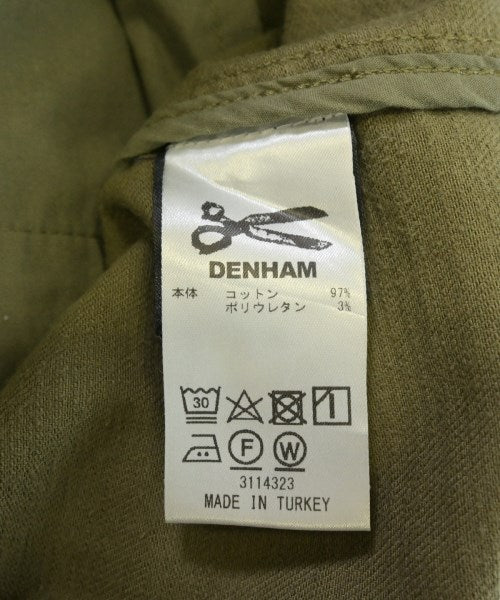 DENHAM
本体 コットン 97%
ポリウレタン 3%
30
F W
3114323
MADE IN TURKEY